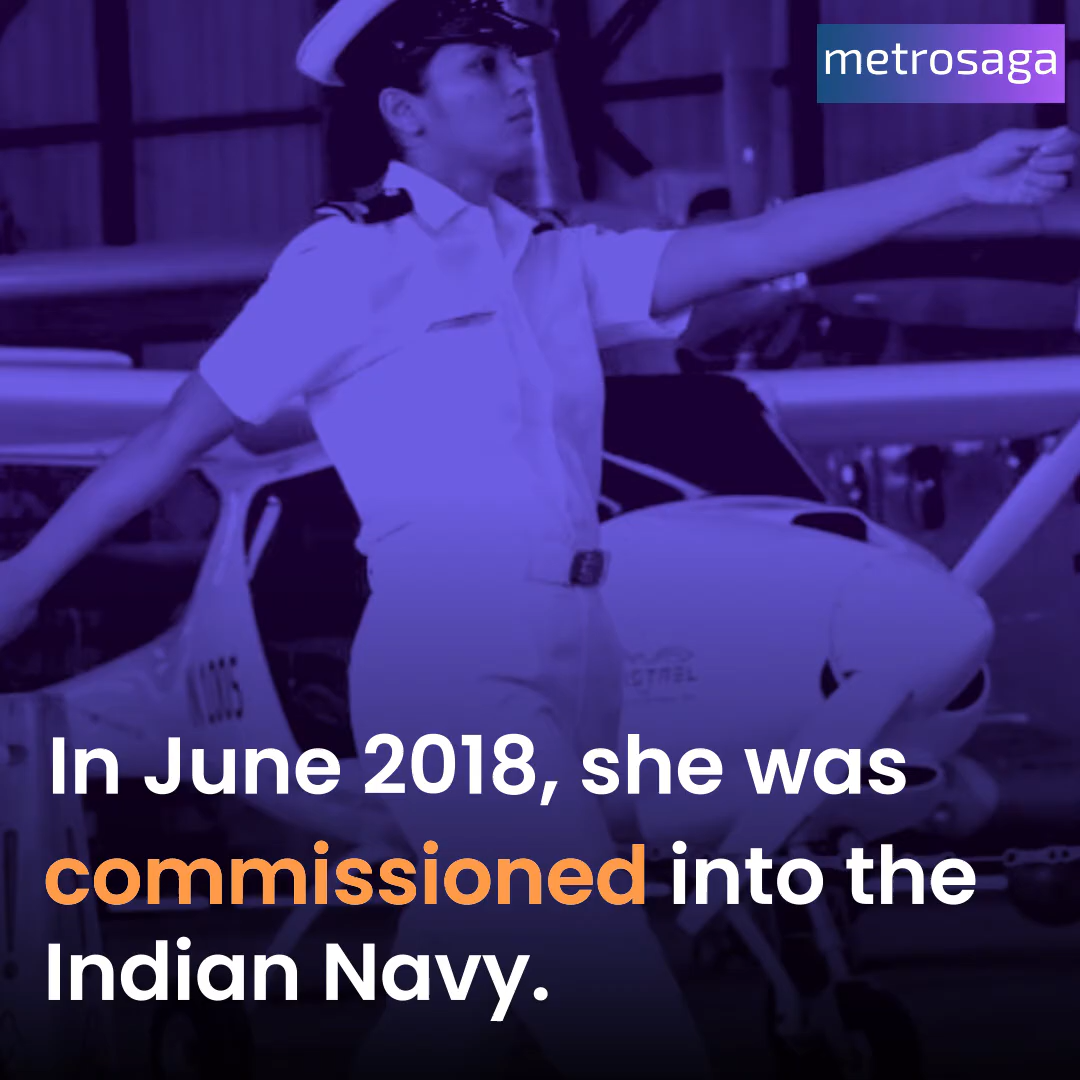 metrosaga
In June 2018, she was
commissioned into the
Indian Navy.